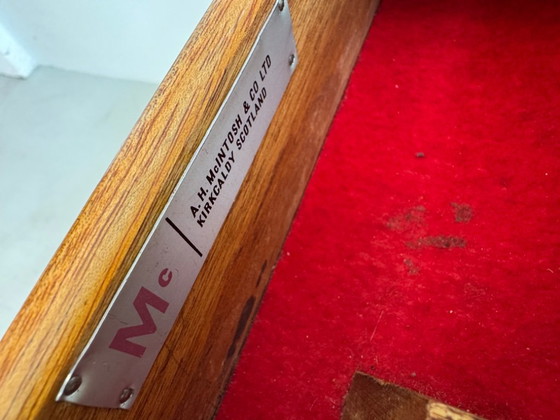 Mc
A. H. McINTOSH & CO LTD
KIRKCALDY SCOTLAND